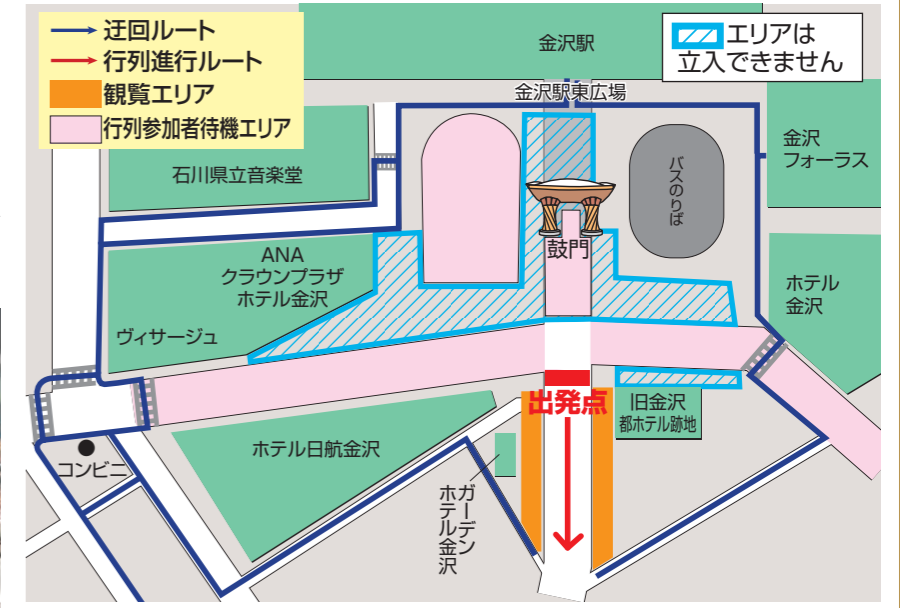 迂回ルート
行列進行ルート
観覧エリア
行列参加者待機エリア
エリアは
立入できません
金沢駅
金沢駅東広場
石川県立音楽堂
金沢
フォーラス
バスのりば
鼓門
ANA
クラウンプラザ
ホテル金沢
ホテル
金沢
ヴィサージュ
出発点
旧金沢
都ホテル跡地
ホテル日航金沢
コンビニ
ガーデン
ホテル金沢